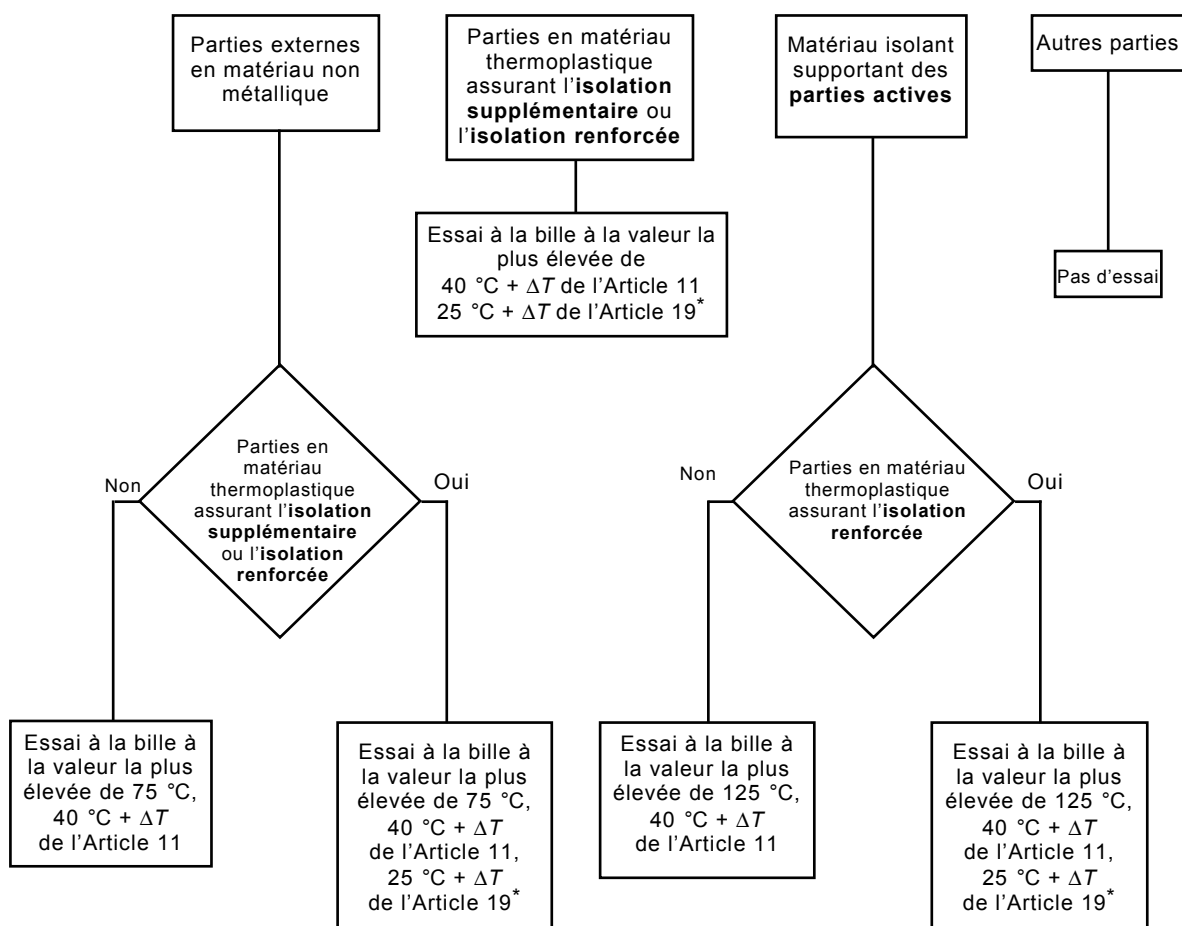 Parties externes
en matériau non
métallique
Parties en matériau
thermoplastique
assurant l'isolation
supplémentaire ou
l'isolation renforcée
Matériau isolant
supportant des
parties actives
Autres parties
Essai à la bille à la valeur la
plus élevée de
40 °C + ΔT de l'Article 11
25 °C + ΔT de l'Article 19*
Pas d'essai
Parties en
matériau
thermoplastique
assurant l'isolation
supplémentaire
ou l'isolation
renforcée
Non
Oui
Parties en matériau
thermoplastique
assurant l'isolation
renforcée
Non
Oui
Essai à la bille à
la valeur la plus
élevée de 75 °C,
40 °C + ΔT
de l'Article 11
Essai à la bille à
la valeur la plus
élevée de 75 °C,
40 °C + ΔT
de l'Article 11,
25 °C + ΔT
de l'Article 19*
Essai à la bille à
la valeur la plus
élevée de 125 °C,
40 °C + ΔT
de l'Article 11
Essai à la bille à
la valeur la plus
élevée de 125 °C,
40 °C + ΔT
de l'Article 11,
25 °C + ΔT
de l'Article 19*